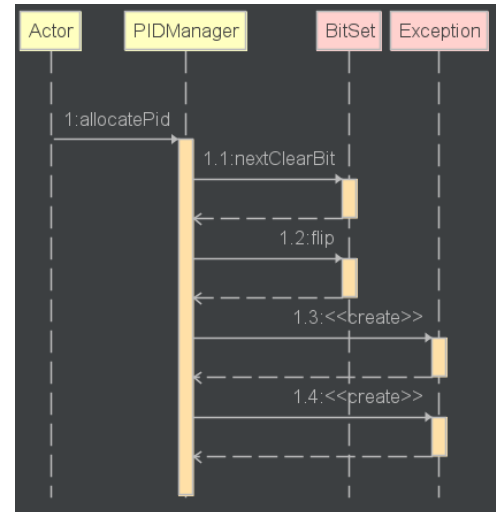 Actor PIDManager BitSet Exception
1:allocatePid
1.1:nextClearBit
1.2:flip
1.3:<<create>>
1.4:<<create>>